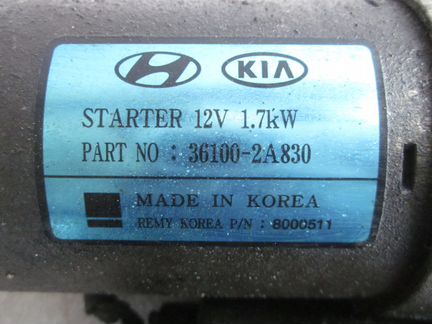 KIA
STARTER 12V 1.7kW
PART NO : 36100-2A830
MADE IN KOREA
REMY KOREA P/N : 8000511